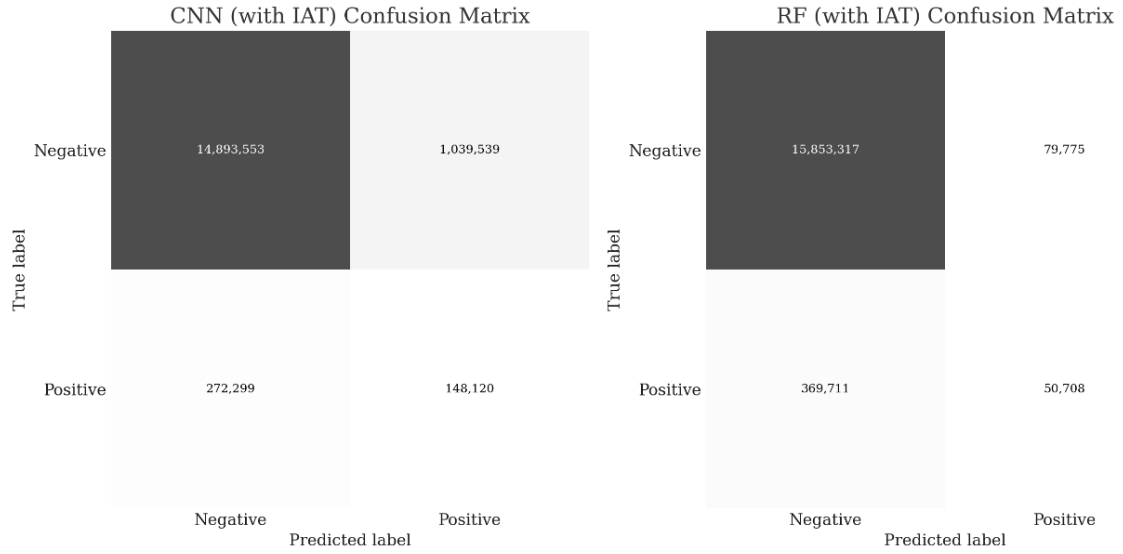 CNN (with IAT) Confusion Matrix
True label
Negative
14,893,553
1,039,539
Positive
272,299
148,120
Negative
Positive
Predicted label
RF (with IAT) Confusion Matrix
True label
Negative
15,853,317
79,775
Positive
369,711
50,708
Negative
Positive
Predicted label